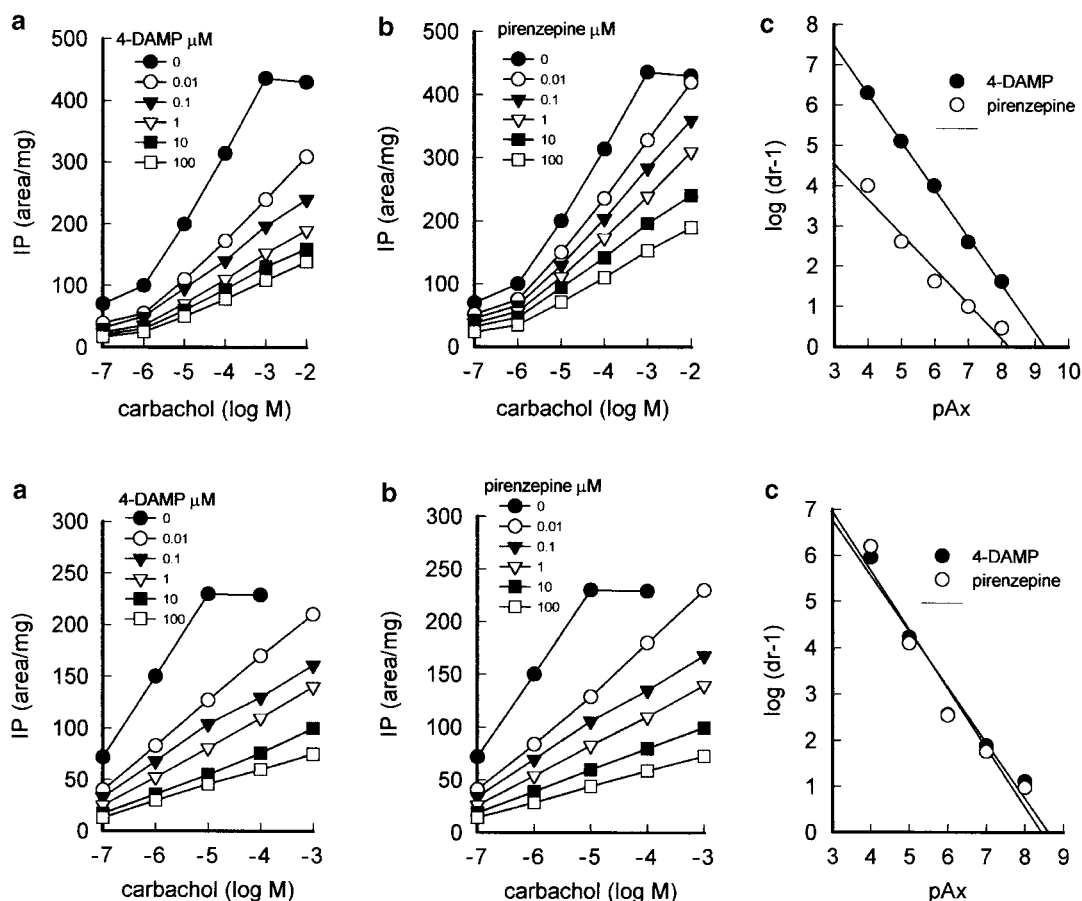 a
4-DAMP μM
0
0.01
0.1
1
10
100
500
400
300
200
100
0
IP (area/mg)
-7 -6 -5 -4 -3 -2
carbachol (log M)
b
pirenzepine μM
0
0.01
0.1
1
10
100
500
400
300
200
100
0
IP (area/mg)
-7 -6 -5 -4 -3 -2
carbachol (log M)
c
4-DAMP
pirenzepine
8
7
6
5
4
3
2
1
0
log (dr-1)
3 4 5 6 7 8 9 10
pAx
a
4-DAMP μM
0
0.01
0.1
1
10
100
300
250
200
150
100
50
0
IP (area/mg)
-7 -6 -5 -4 -3
carbachol (log M)
b
pirenzepine μM
0
0.01
0.1
1
10
100
300
250
200
150
100
50
0
IP (area/mg)
-7 -6 -5 -4 -3
carbachol (log M)
c
4-DAMP
pirenzepine
7
6
5
4
3
2
1
0
log (dr-1)
3 4 5 6 7 8 9
pAx